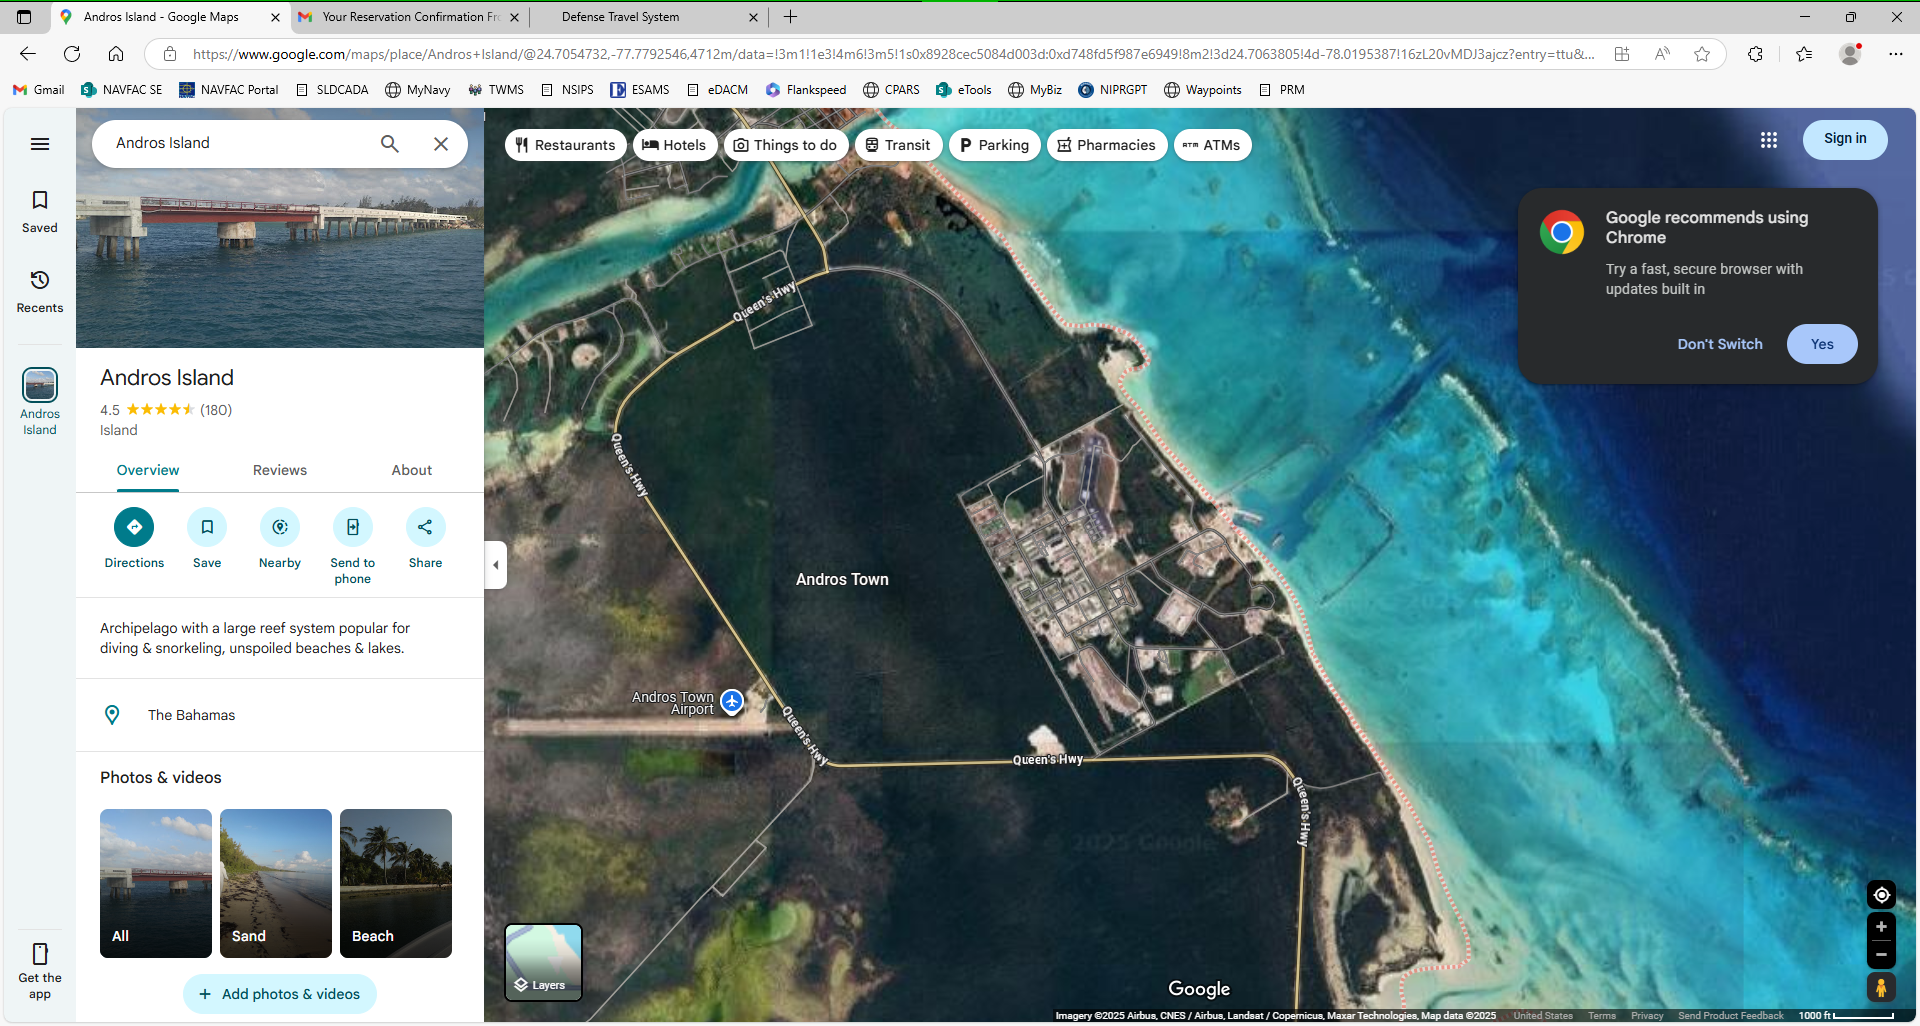 Andros Island - Google Maps
Your Reservation Confirmation Fr
Defense Travel System
https://www.google.com/maps/place/Andros+Island/@24.7054732,-77.7792546,4712m/data=!3m1!1e3!4m6!3m5!1s0x8928cec5084d003d:0xd748fd5f987e6949!8m2!3d24.7063805!4d-78.0195387!16zL20vMDJ3ajcz?entry=ttu&...
Gmail
NAVFAC SE
NAVFAC Portal
SLDCADA
MyNavy
TWMS
NSIPS
ESAMS
eDACM
Flankspeed
CPARS
eTools
MyBiz
NIPRGPT
Waypoints
PRM
Andros Island
Restaurants
Hotels
Things to do
Transit
Parking
Pharmacies
ATM ATMs
Sign in
Saved
Recents
Andros
Island
Google recommends using
Chrome
Try a fast, secure browser with
updates built in
Don't Switch
Yes
Andros Island
4.5 (180)
Island
Overview
Reviews
About
Directions
Save
Nearby
Send to
phone
Share
Archipelago with a large reef system popular for
diving & snorkeling, unspoiled beaches & lakes.
The Bahamas
Photos & videos
All
Sand
Beach
+ Add photos & videos
Get the
app
Queen's Hwy
Queen's Hwy
Andros Town
Andros Town
Airport
Queen's Hwy
Queen's Hwy
Queen's Hwy
© 2025 Google
Layers
Google
Imagery ©2025 Airbus, CNES / Airbus, Landsat / Copernicus, Maxar Technologies, Map data ©2025
United States
Terms
Privacy
Send Product Feedback
1000 ft